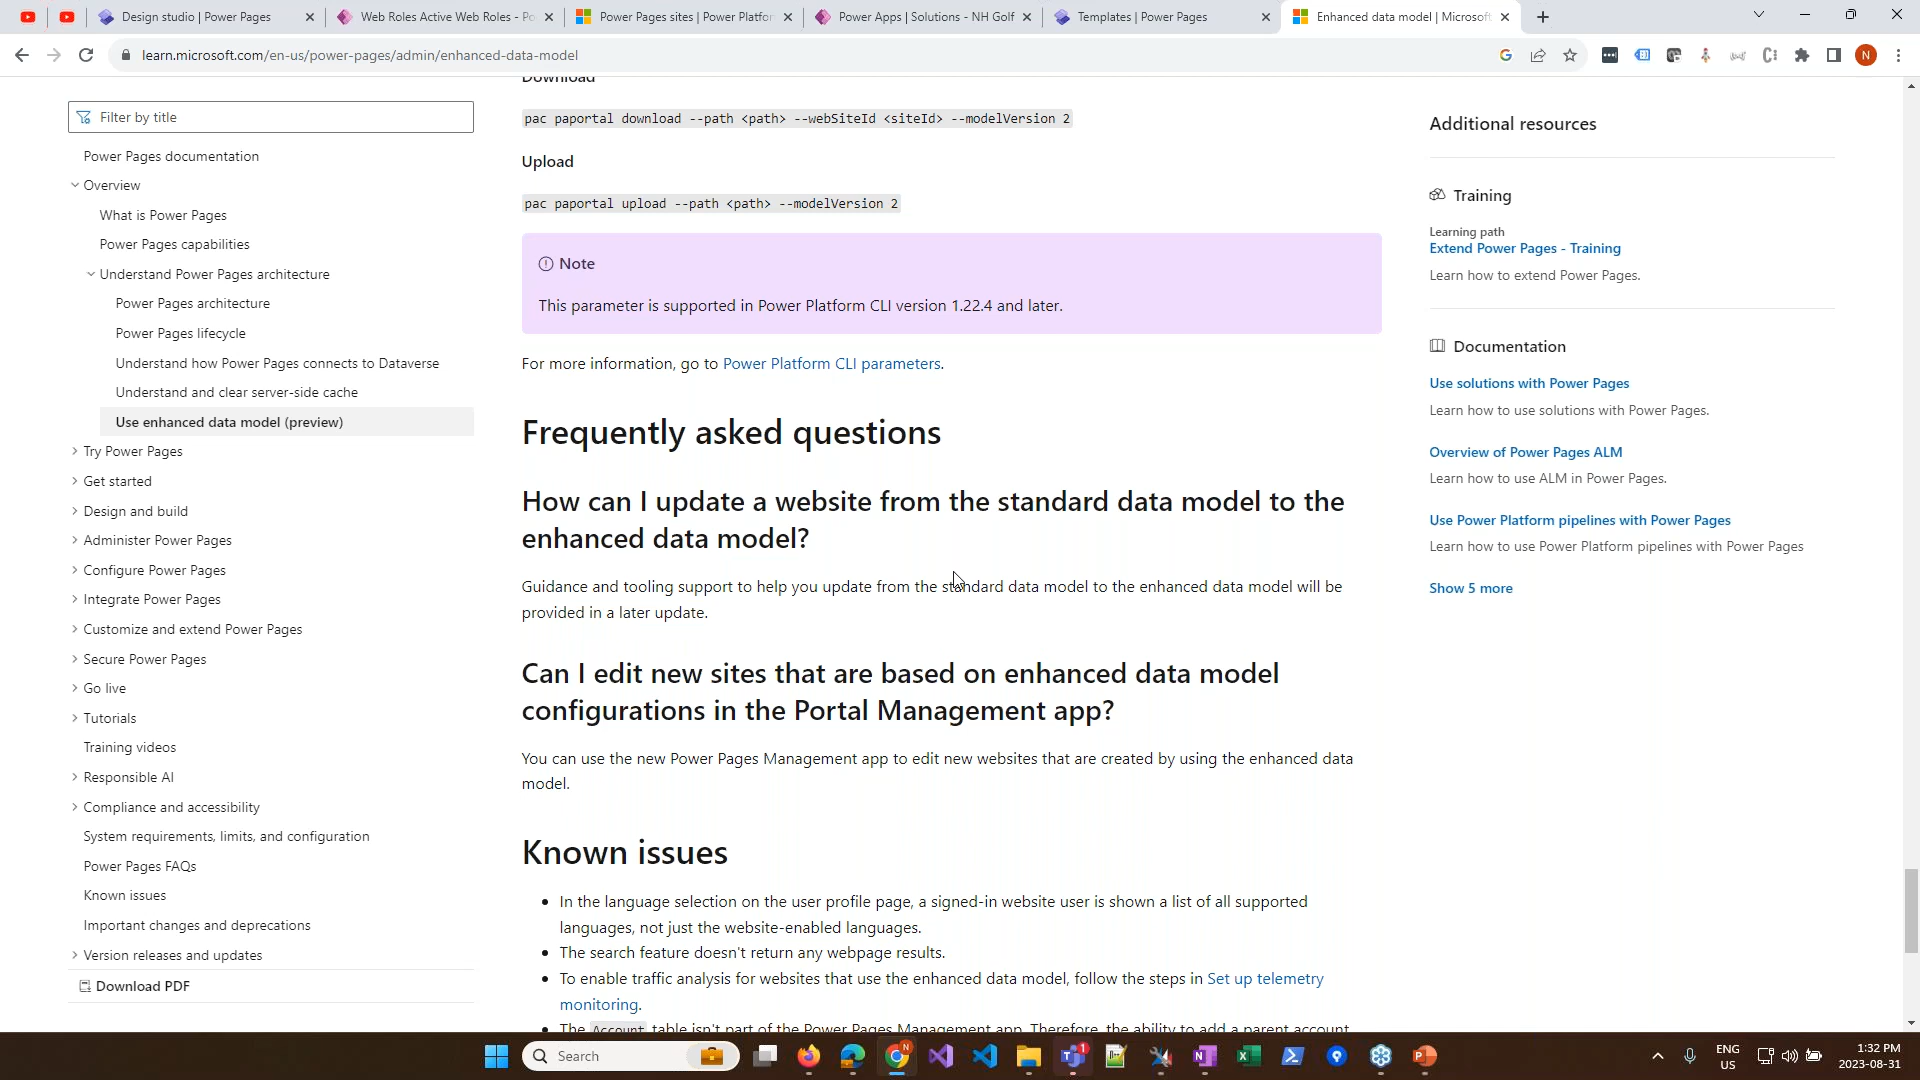 Design studio | Power Pages
Web Roles Active Web Roles - Po
Power Pages sites | Power Platfor
Power Apps | Solutions - NH Golf
Templates | Power Pages
Enhanced data model | Microsoft
learn.microsoft.com/en-us/power-pages/admin/enhanced-data-model
N
Filter by title
Power Pages documentation
Overview
What is Power Pages
Power Pages capabilities
Understand Power Pages architecture
Power Pages architecture
Power Pages lifecycle
Understand how Power Pages connects to Dataverse
Understand and clear server-side cache
Use enhanced data model (preview)
Try Power Pages
Get started
Design and build
Administer Power Pages
Configure Power Pages
Integrate Power Pages
Customize and extend Power Pages
Secure Power Pages
Go live
Tutorials
Training videos
Responsible AI
Compliance and accessibility
System requirements, limits, and configuration
Power Pages FAQs
Known issues
Important changes and deprecations
Version releases and updates
Download PDF
Download
pac paportal download --path <path> --webSiteId <siteId> --modelVersion 2
Upload
pac paportal upload --path <path> --modelVersion 2
Note
This parameter is supported in Power Platform CLI version 1.22.4 and later.
For more information, go to Power Platform CLI parameters.
Frequently asked questions
How can I update a website from the standard data model to the
enhanced data model?
Guidance and tooling support to help you update from the standard data model to the enhanced data model will be
provided in a later update.
Can I edit new sites that are based on enhanced data model
configurations in the Portal Management app?
You can use the new Power Pages Management app to edit new websites that are created by using the enhanced data
model.
Known issues
• In the language selection on the user profile page, a signed-in website user is shown a list of all supported
languages, not just the website-enabled languages.
• The search feature doesn't return any webpage results.
• To enable traffic analysis for websites that use the enhanced data model, follow the steps in Set up telemetry
monitoring.
• The Account table isn't part of the Power Pages Management app. Therefore, the ability to add a parent account
Additional resources
Training
Learning path
Extend Power Pages - Training
Learn how to extend Power Pages.
Documentation
Use solutions with Power Pages
Learn how to use solutions with Power Pages.
Overview of Power Pages ALM
Learn how to use ALM in Power Pages.
Use Power Platform pipelines with Power Pages
Learn how to use Power Platform pipelines with Power Pages
Show 5 more
Search
ENG
US
1:32 PM
2023-08-31